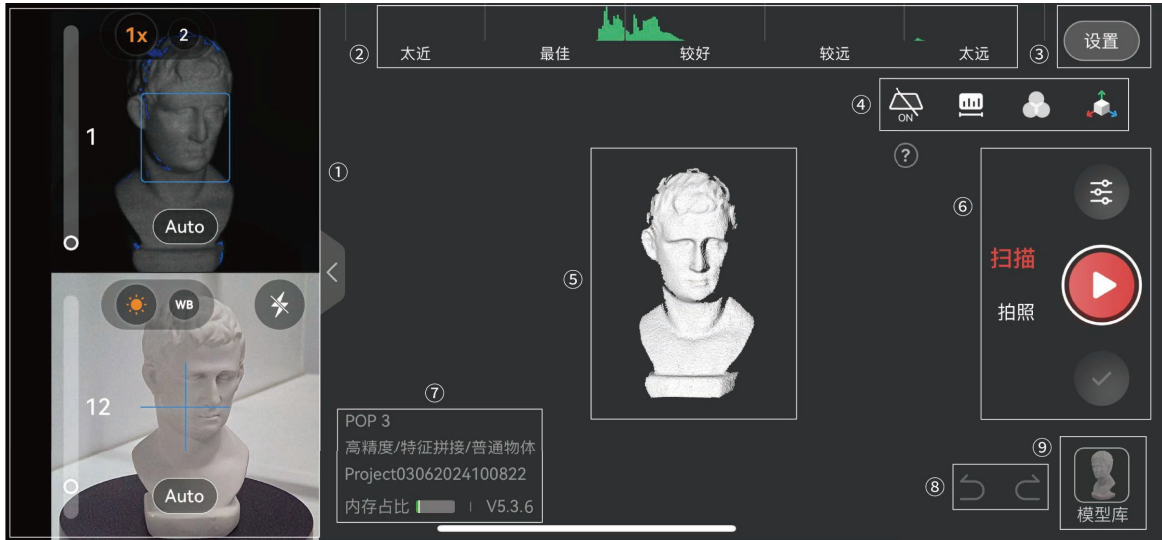 1x 2
1
Auto
WB
12
Auto
①
② 太近 最佳 较好 较远 太远
③ 设置
④ ON
?
⑤
⑥
扫描
拍照
⑦
POP 3
高精度/特征拼接/普通物体
Project03062024100822
内存占比 | V5.3.6
⑧
⑨
模型库